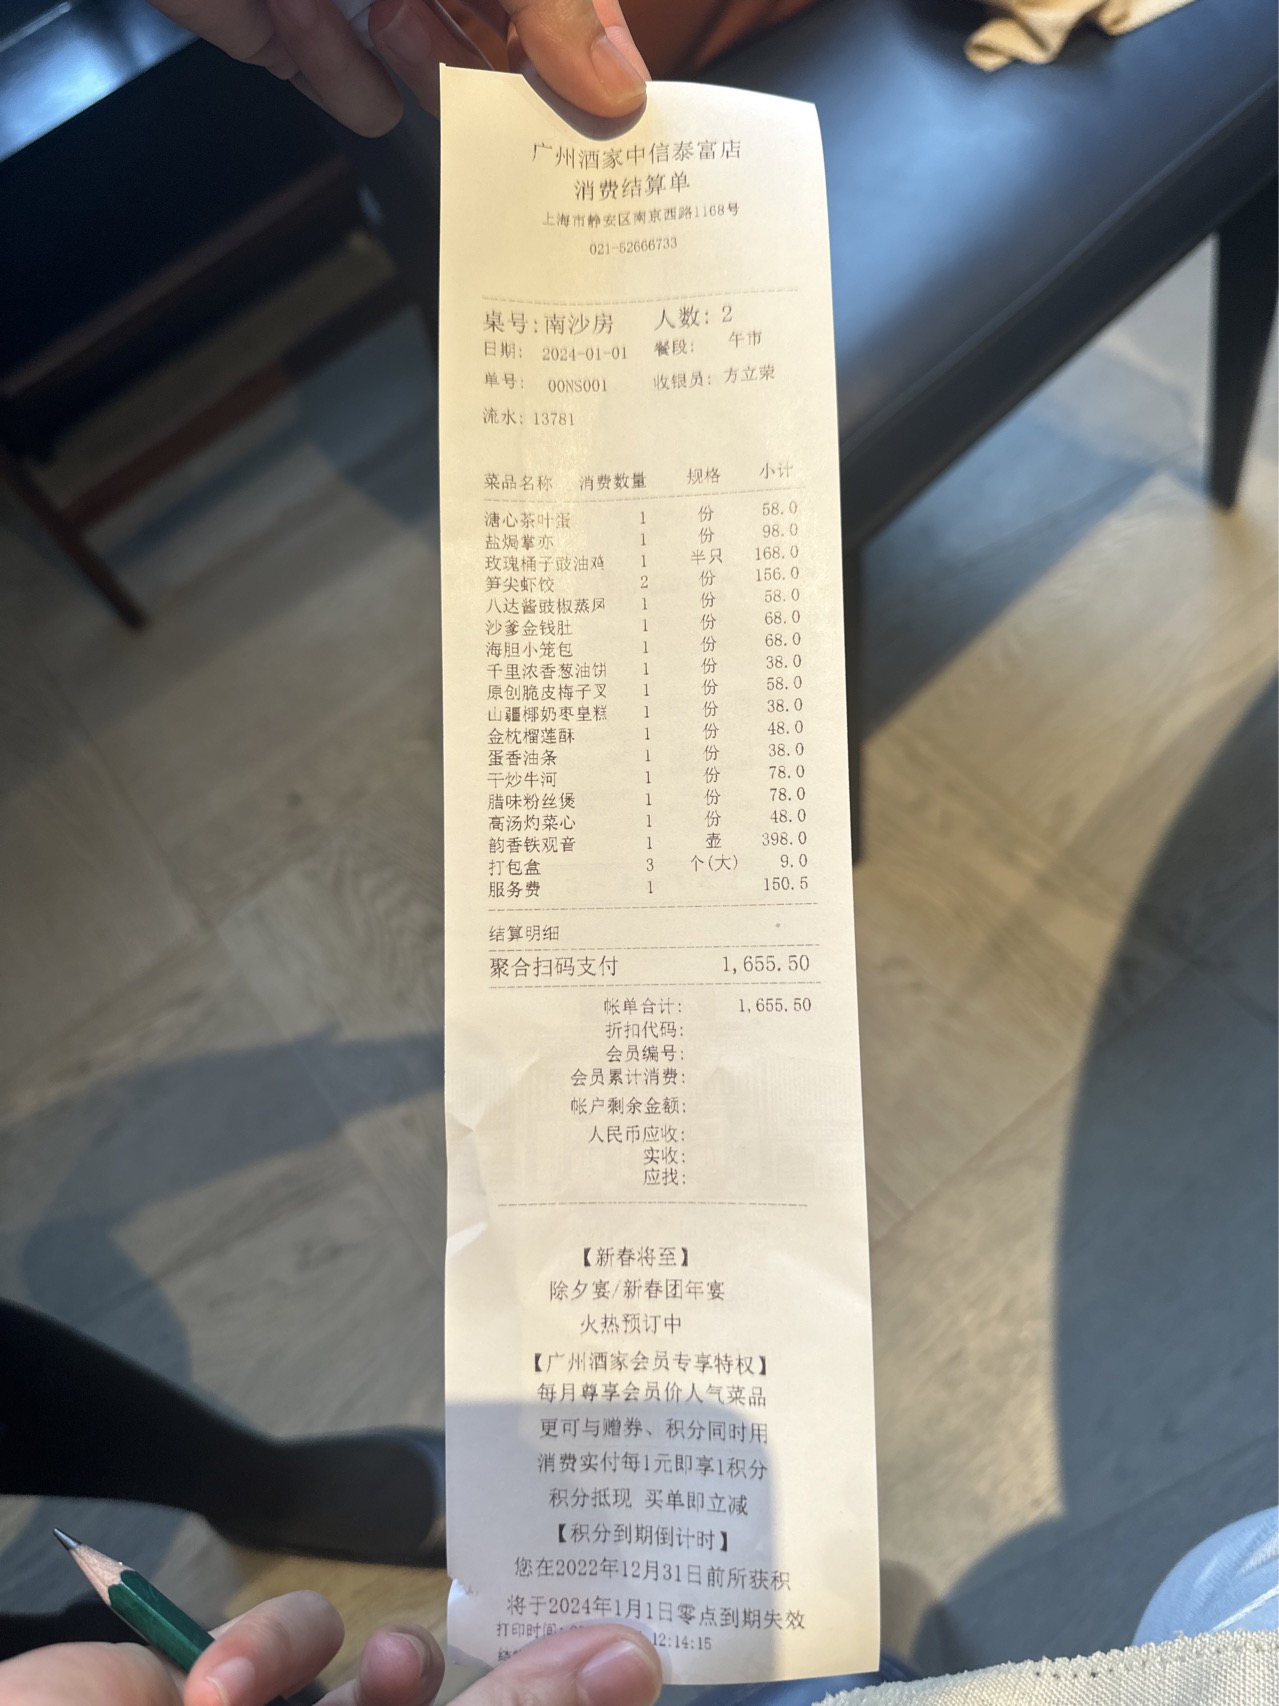 广州酒家中信泰富店
消费结算单
上海市静安区南京西路1168号
021-52666733
桌号:南沙房 人数: 2
日期: 2024-01-01 餐段: 午市
单号: 00NS001 收银员: 方立荣
流水: 13781
菜品名称 消费数量 规格 小计
溏心茶叶蛋 1 份 58.0
盐焗掌亦 1 份 98.0
玫瑰桶子豉油鸡 1 半只 168.0
笋尖虾饺 2 份 156.0
八达酱豉椒蒸凤 1 份 58.0
沙爹金钱肚 1 份 68.0
海胆小笼包 1 份 68.0
千里浓香葱油饼 1 份 38.0
原创脆皮梅子叉 1 份 58.0
山疆椰奶枣皇糕 1 份 38.0
金枕榴莲酥 1 份 48.0
蛋香油条 1 份 38.0
干炒牛河 1 份 78.0
腊味粉丝煲 1 份 78.0
高汤灼菜心 1 份 48.0
韵香铁观音 1 壶 398.0
打包盒 3 个(大) 9.0
服务费 1 150.5
结算明细
聚合扫码支付 1,655.50
帐单合计: 1,655.50
折扣代码:
会员编号:
会员累计消费:
帐户剩余金额:
人民币应收:
实收:
应找:
【新春将至】
除夕宴/新春团年宴
火热预订中
【广州酒家会员专享特权】
每月尊享会员价人气菜品
更可与赠券、积分同时用
消费实付每1元即享1积分
积分抵现 买单即立减
【积分到期倒计时】
您在2022年12月31日前所获积
将于2024年1月1日零点到期失效
打印时间: 12:14:15